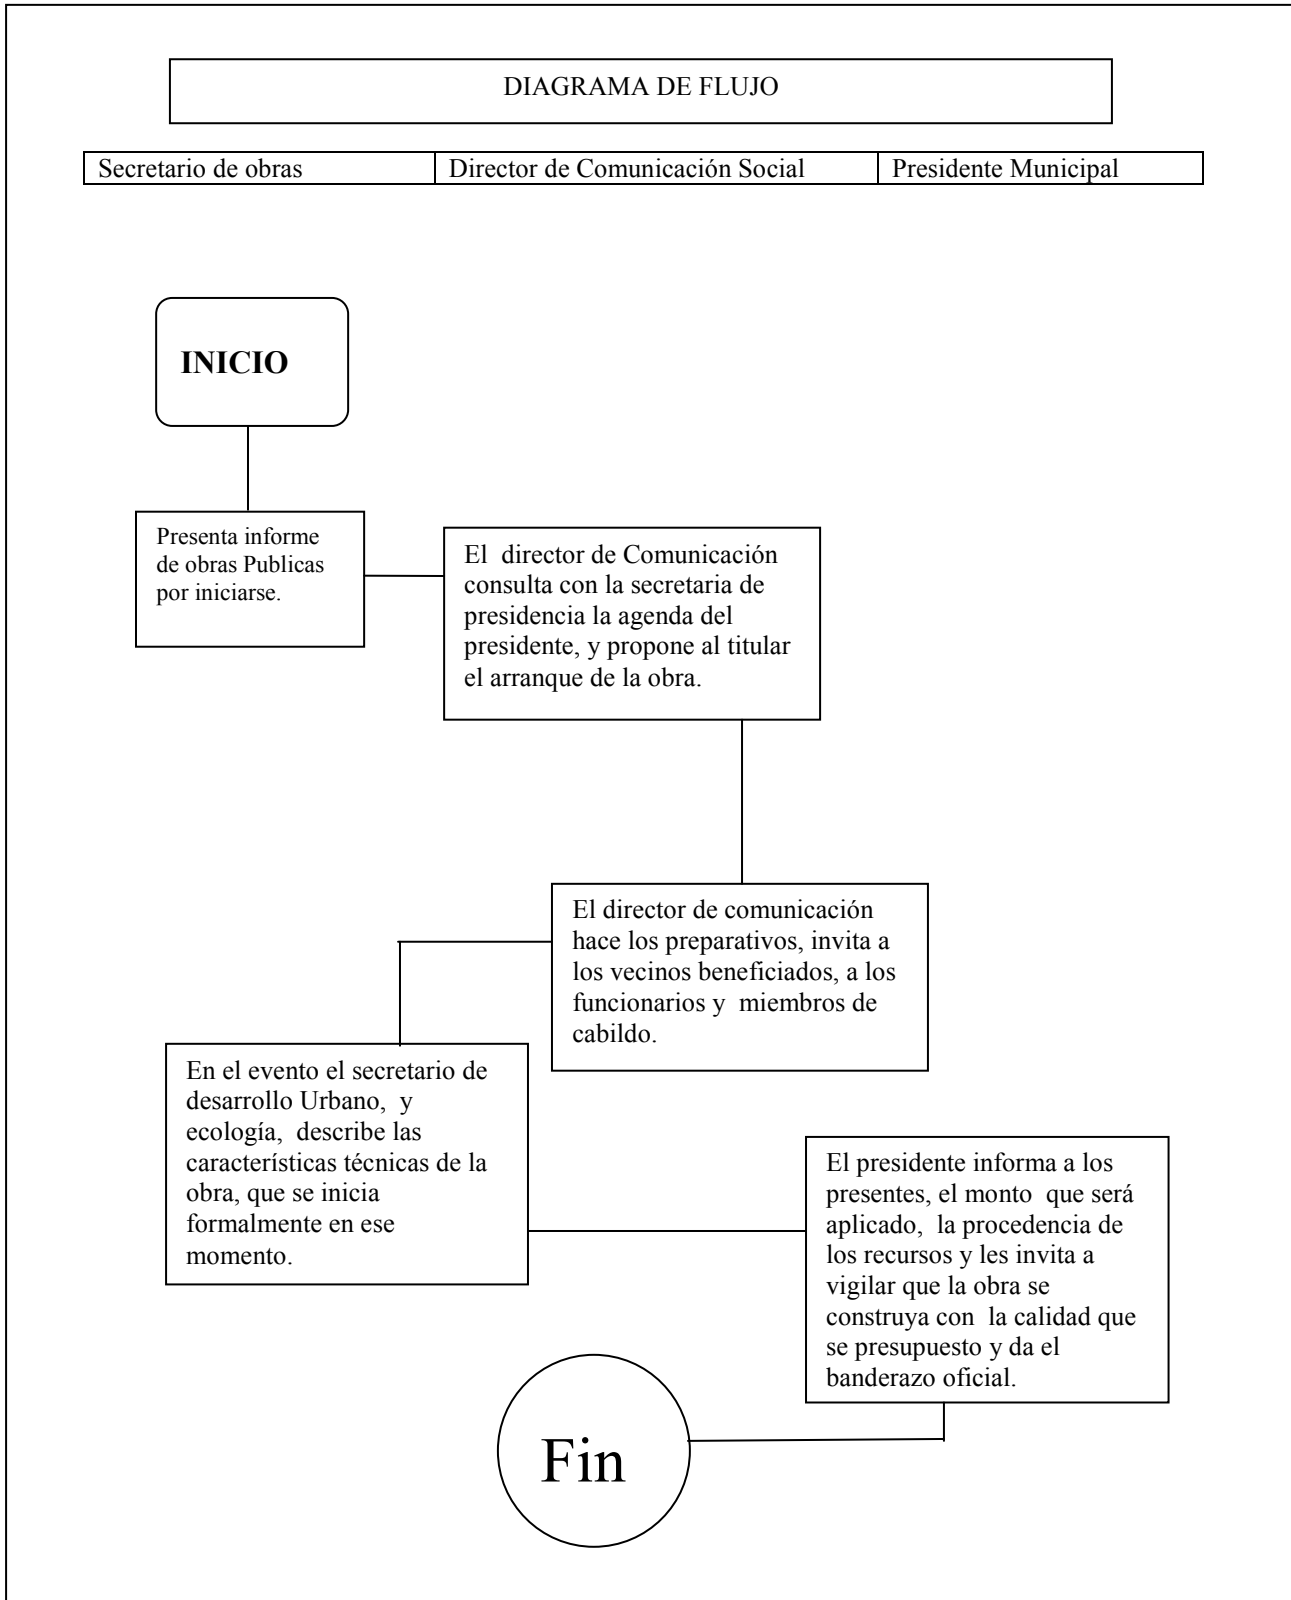 DIAGRAMA DE FLUJO
Secretario de obras
Director de Comunicación Social
Presidente Municipal
INICIO
Presenta informe
de obras Publicas
por iniciarse.
El director de Comunicación
consulta con la secretaria de
presidencia la agenda del
presidente, y propone al titular
el arranque de la obra.
El director de comunicación
hace los preparativos, invita a
los vecinos beneficiados, a los
funcionarios y miembros de
cabildo.
En el evento el secretario de
desarrollo Urbano, y
ecología, describe las
características técnicas de la
obra, que se inicia
formalmente en ese
momento.
El presidente informa a los
presentes, el monto que será
aplicado, la procedencia de
los recursos y les invita a
vigilar que la obra se
construya con la calidad que
se presupuesto y da el
banderazo oficial.
Fin